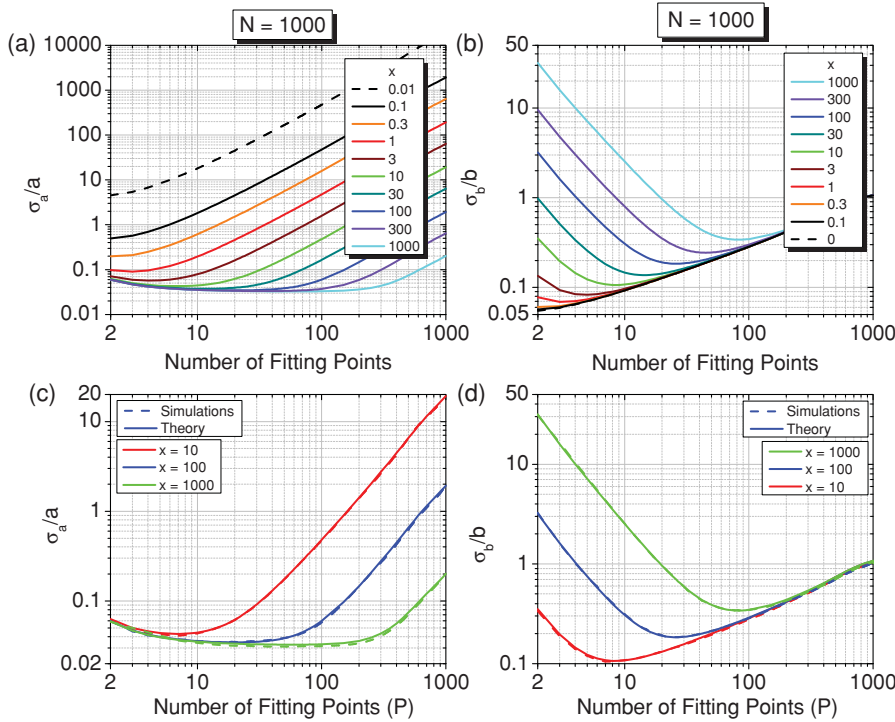 N = 1000
N = 1000
(a)
10000
1000
100
10
1
0.1
0.01
σa/a
2
10
100
1000
Number of Fitting Points
x
0.01
0.1
0.3
1
3
10
30
100
300
1000
(b)
50
10
1
0.1
0.05
σb/b
2
10
100
1000
Number of Fitting Points
x
1000
300
100
30
10
3
1
0.3
0.1
0
(c)
20
10
1
0.1
0.02
σa/a
2
10
100
1000
Number of Fitting Points (P)
Simulations
Theory
x = 10
x = 100
x = 1000
(d)
50
10
1
0.1
σb/b
2
10
100
1000
Number of Fitting Points (P)
Simulations
Theory
x = 1000
x = 100
x = 10